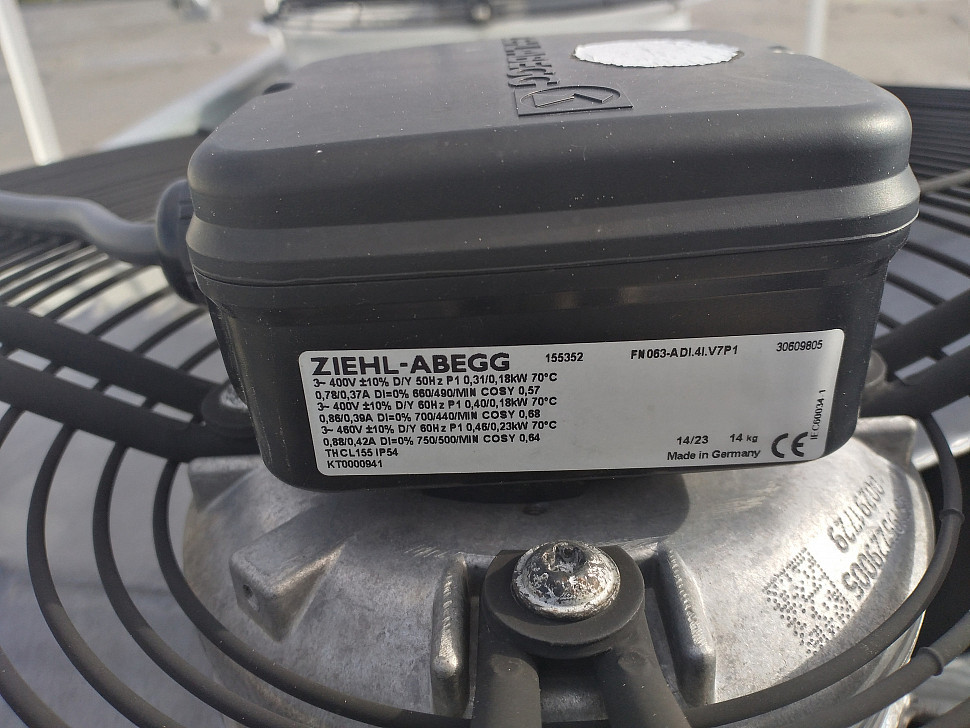 ZIEHL-ABEGG 155352 FN063-ADI.4I.V7P1 30609805
3~ 400V ±10% D/Y 50Hz P1 0,31/0,18kW 70°C
0,78/0,37A DI=0% 660/490/MIN COSY 0,57
3~ 400V ±10% D/Y 60Hz P1 0,40/0,18kW 70°C
0,86/0,39A DI=0% 700/440/MIN COSY 0,68
3~ 460V ±10% D/Y 60Hz P1 0,46/0,23kW 70°C
0,88/0,42A DI=0% 750/500/MIN COSY 0,64
THCL155 IP54
KT0000941
14/23 14 kg CE
Made in Germany
IEC60034-1